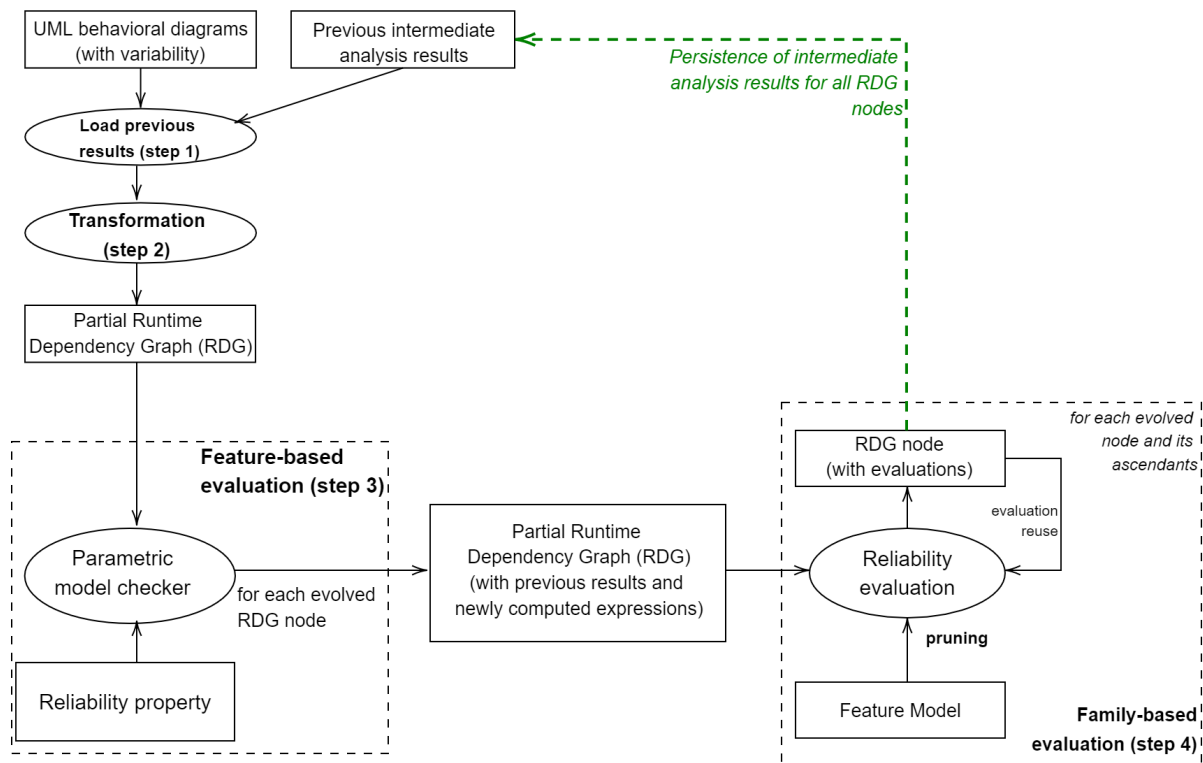 UML behavioral diagrams
(with variability)
Previous intermediate
analysis results
Persistence of intermediate
analysis results for all RDG
nodes
Load previous
results (step 1)
Transformation
(step 2)
Partial Runtime
Dependency Graph (RDG)
Feature-based
evaluation (step 3)
Parametric
model checker
for each evolved
RDG node
Reliability property
Partial Runtime
Dependency Graph (RDG)
(with previous results and
newly computed expressions)
for each evolved
node and its
ascendants
RDG node
(with evaluations)
evaluation
reuse
Reliability
evaluation
pruning
Feature Model
Family-based
evaluation (step 4)